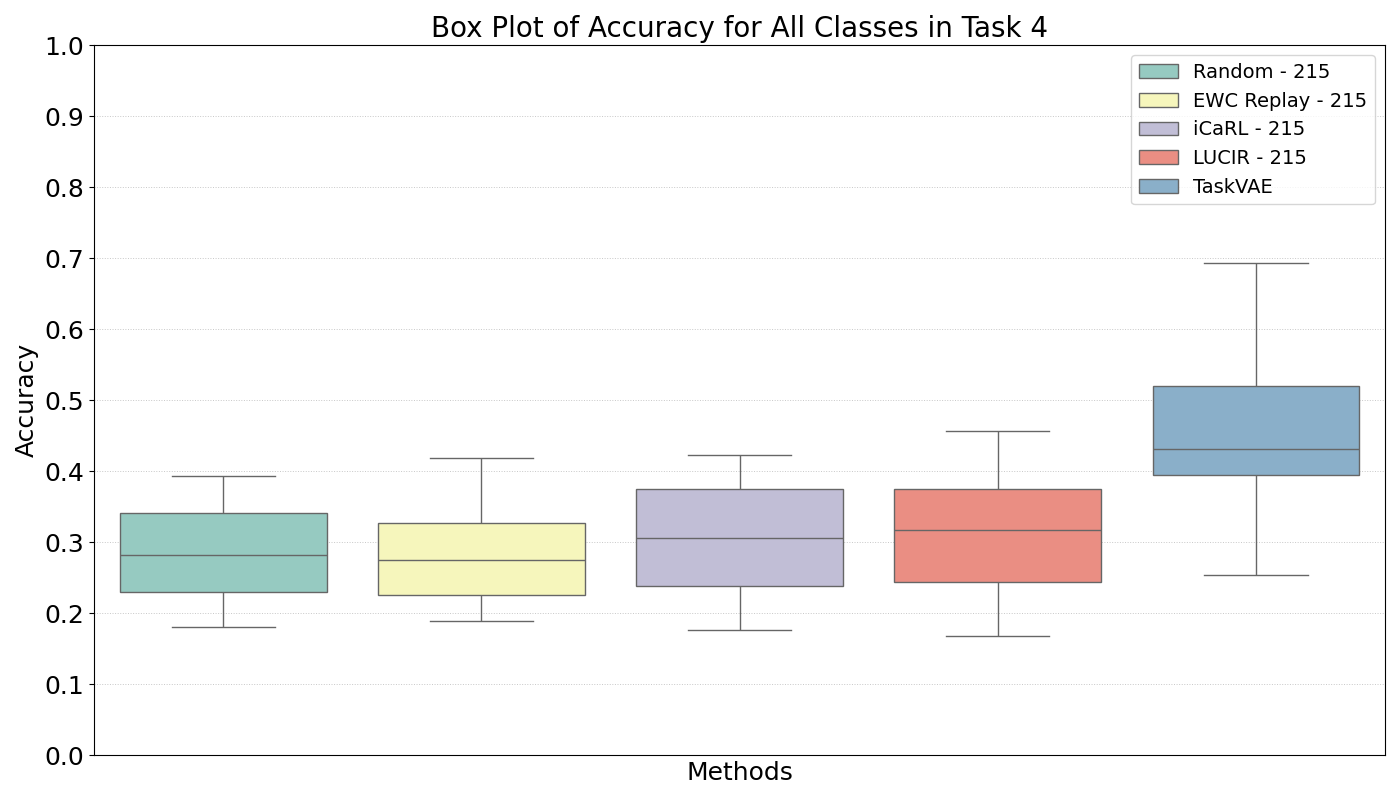 Box Plot of Accuracy for All Classes in Task 4
1.0
0.9
0.8
0.7
0.6
0.5
0.4
0.3
0.2
0.1
0.0
Accuracy
Methods
Random - 215
EWC Replay - 215
iCaRL - 215
LUCIR - 215
TaskVAE